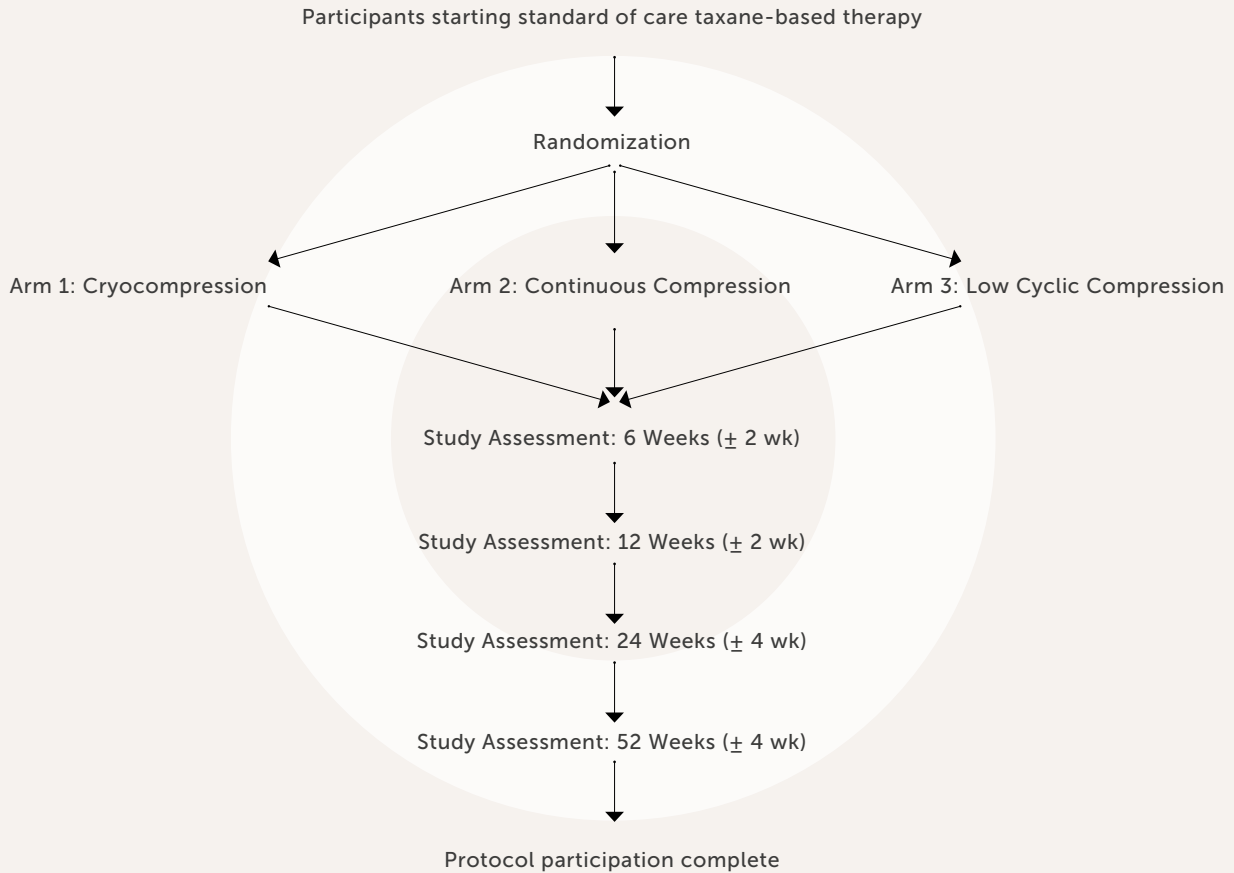 Participants starting standard of care taxane-based therapy
Randomization
Arm 1: Cryocompression
Arm 2: Continuous Compression
Arm 3: Low Cyclic Compression
Study Assessment: 6 Weeks (± 2 wk)
Study Assessment: 12 Weeks (± 2 wk)
Study Assessment: 24 Weeks (± 4 wk)
Study Assessment: 52 Weeks (± 4 wk)
Protocol participation complete